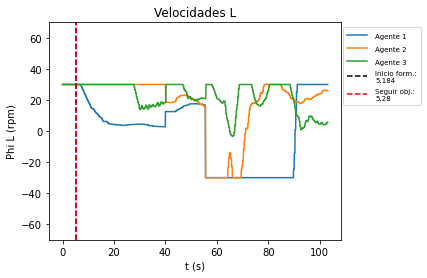 Velocidades L
Phi L (rpm)
60
40
20
0
−20
−40
−60
0
20
40
60
80
100
t (s)
Agente 1
Agente 2
Agente 3
Inicio form.:
5.184
Seguir obj.:
5.28